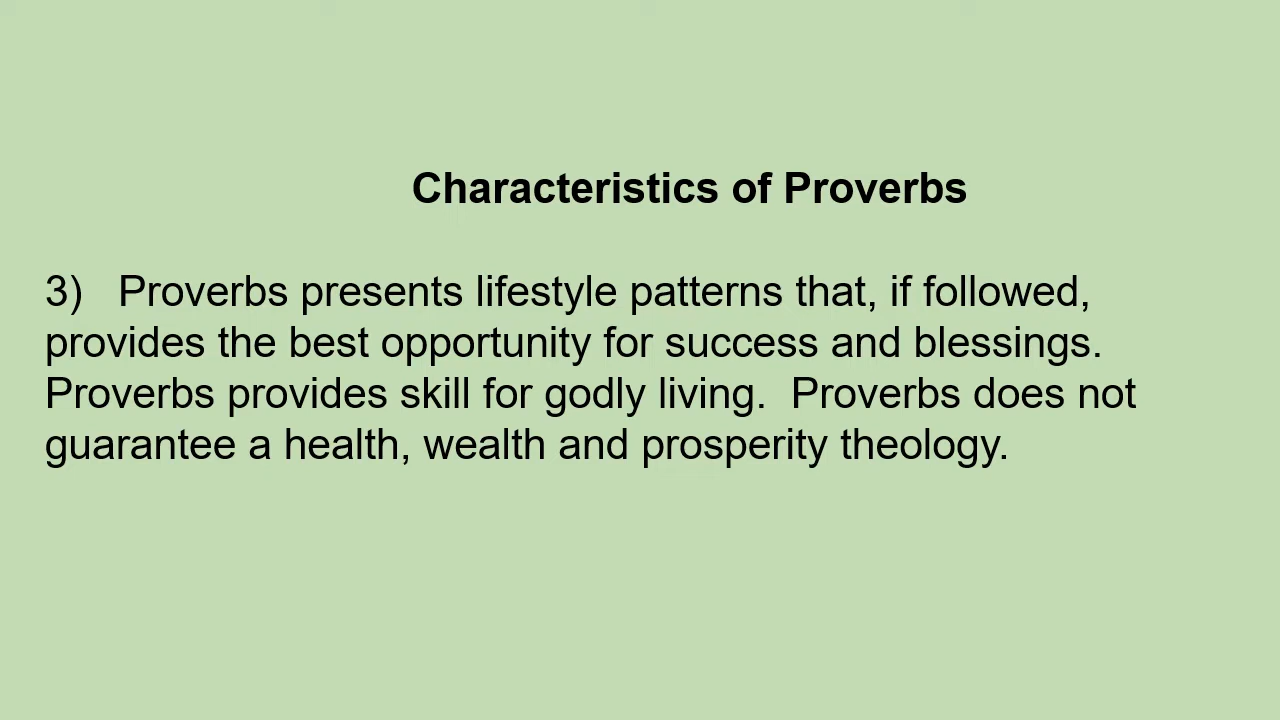 Characteristics of Proverbs
3)   Proverbs presents lifestyle patterns that, if followed,
provides the best opportunity for success and blessings.
Proverbs provides skill for godly living.  Proverbs does not
guarantee a health, wealth and prosperity theology.